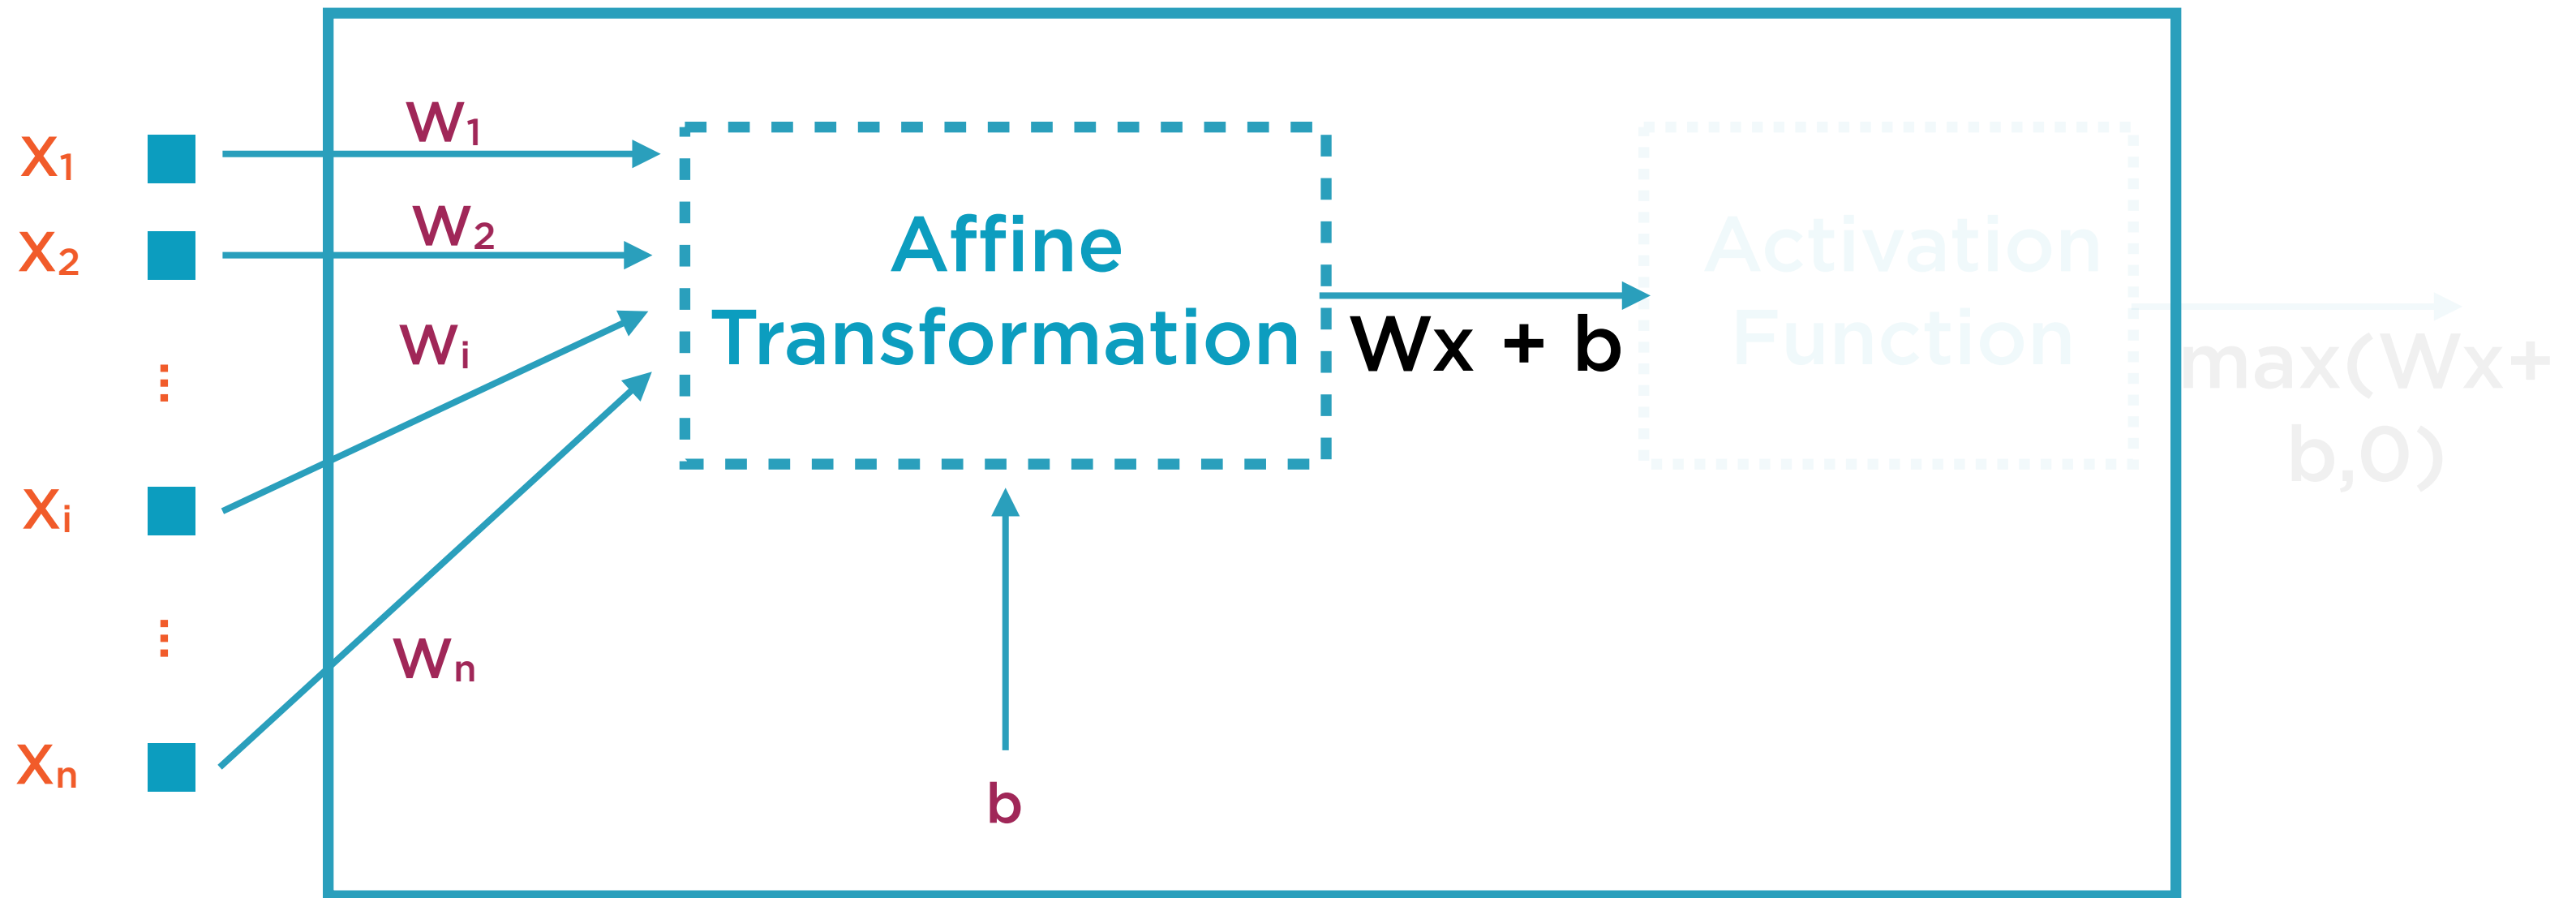 X₁
W₁
X₂
W₂
Wᵢ
Xᵢ
Wₙ
Xₙ
Affine
Transformation
b
Wx + b
Activation
Function
max(Wx+
b,0)